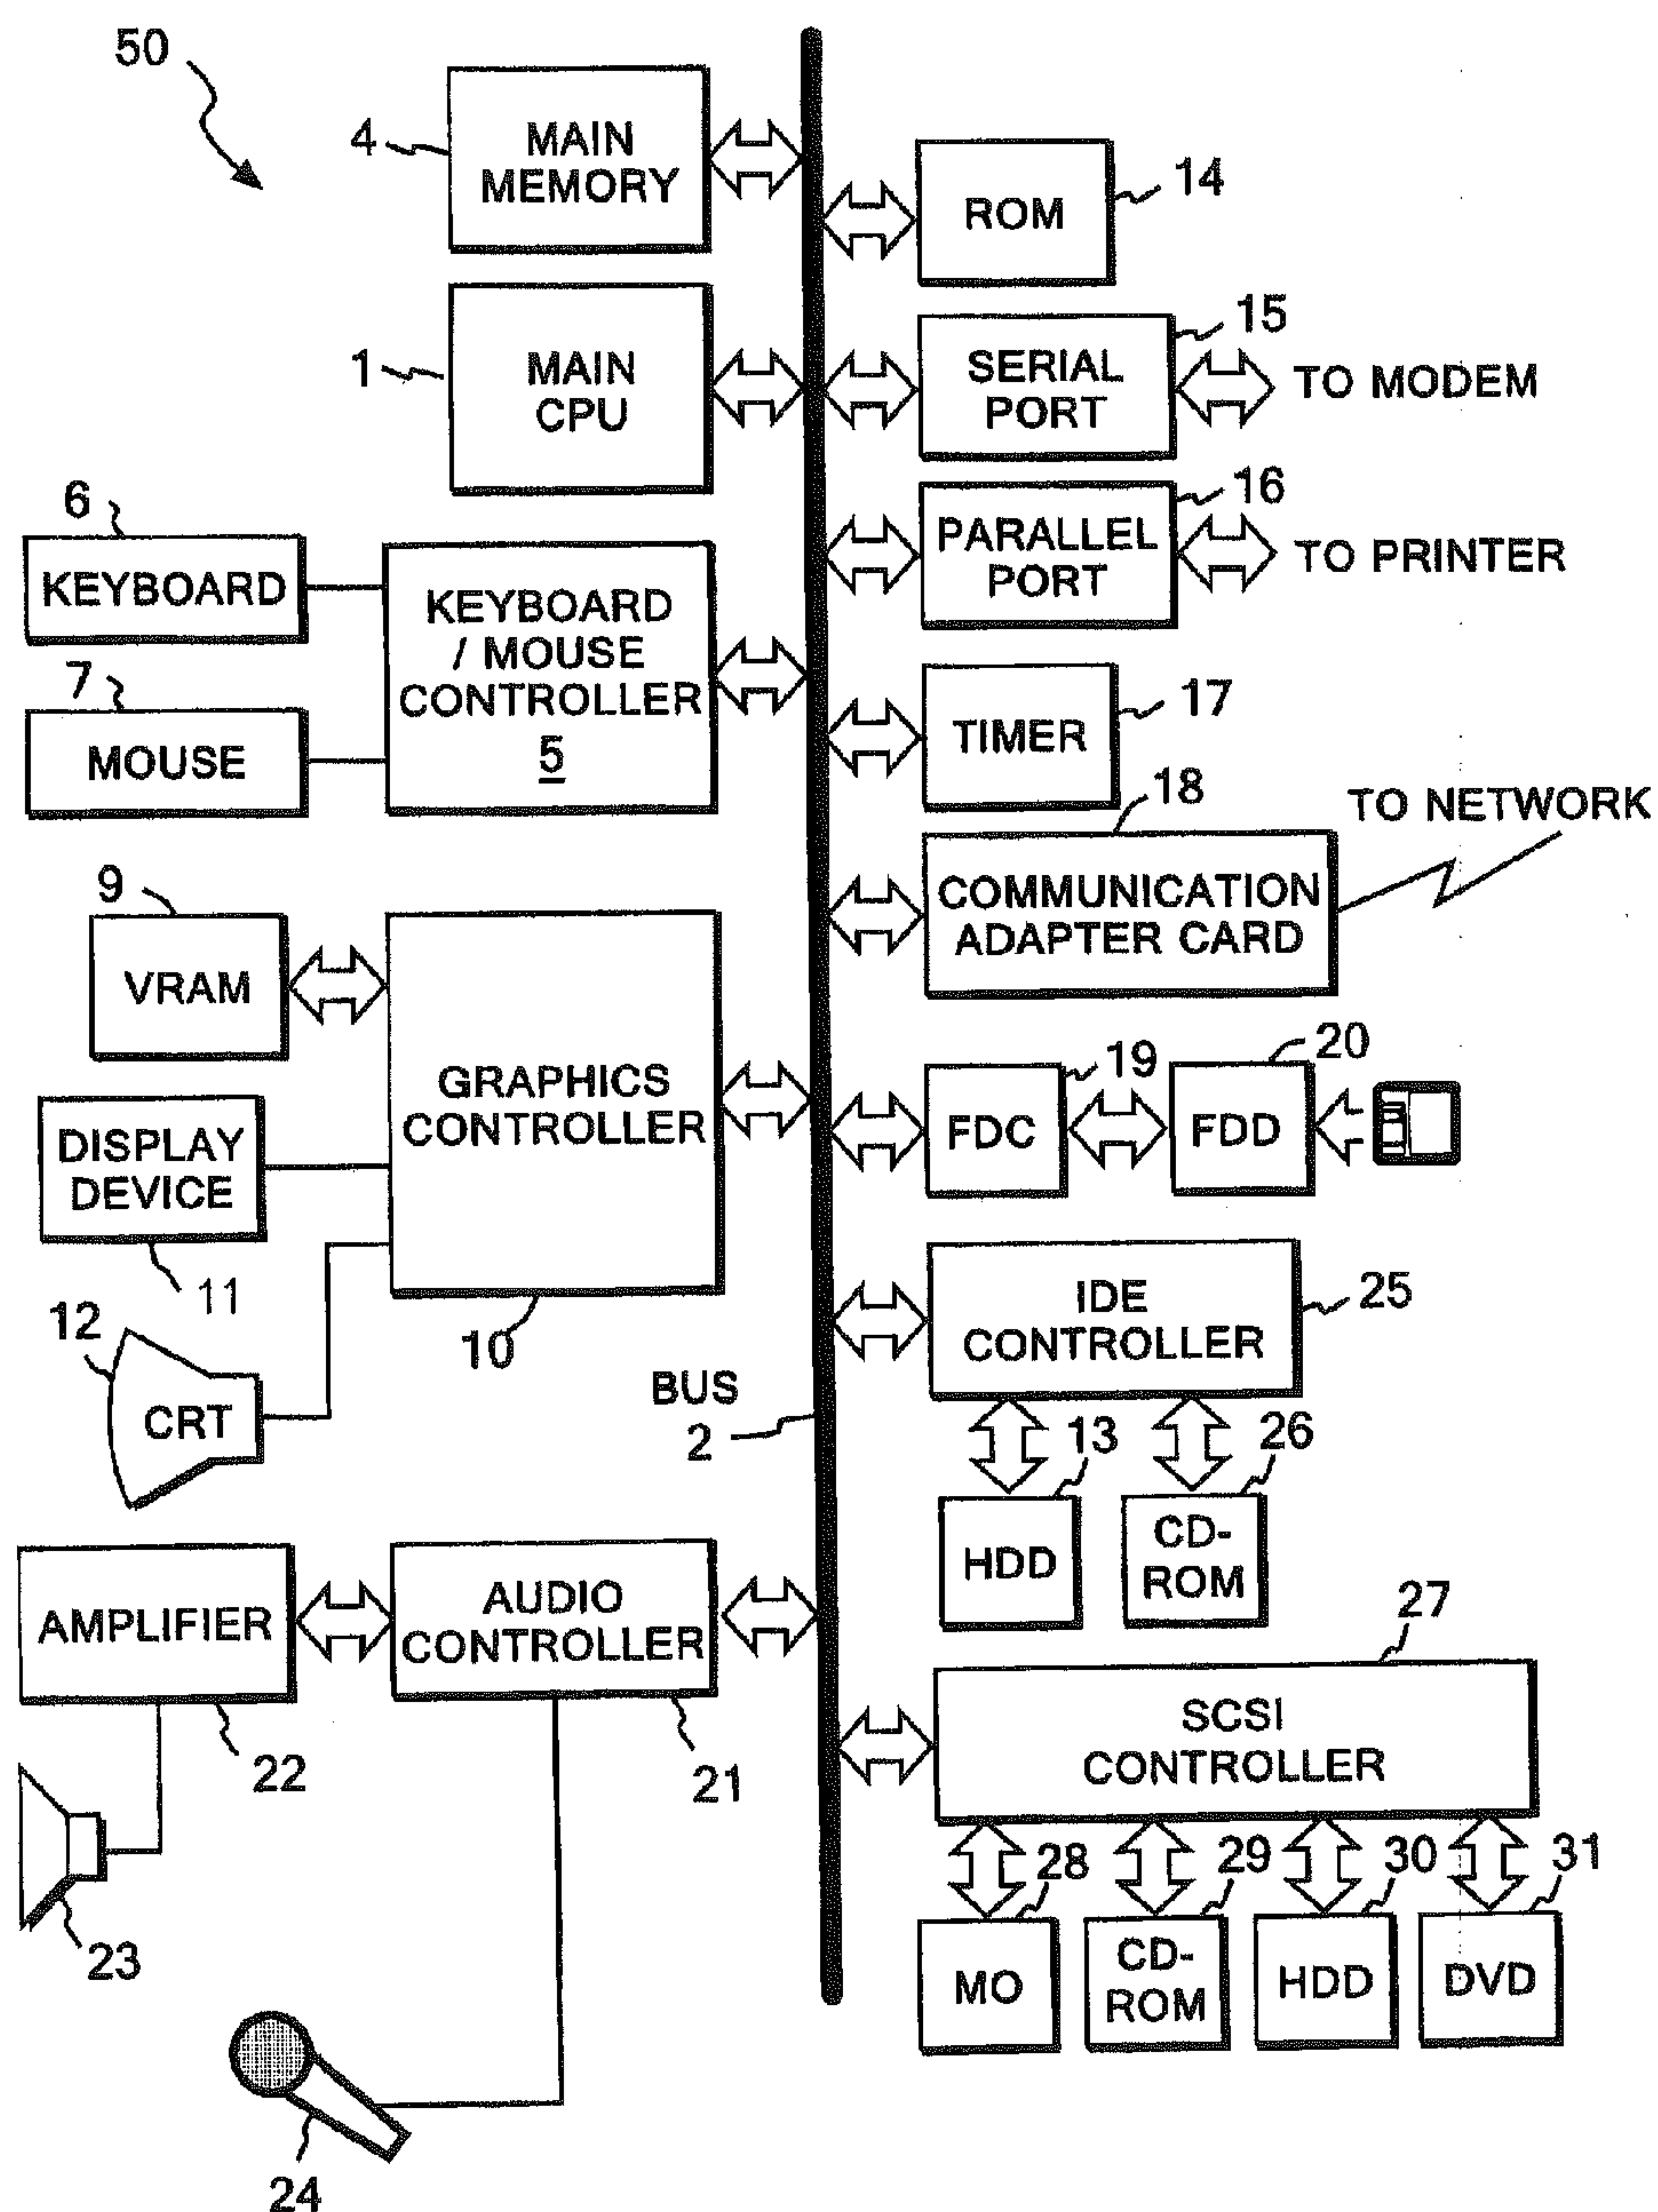 50
4
MAIN
MEMORY
ROM
14
1
MAIN
CPU
15
SERIAL
PORT
TO MODEM
16
PARALLEL
PORT
TO PRINTER
6
KEYBOARD
7
MOUSE
KEYBOARD
/ MOUSE
CONTROLLER
5
TIMER
17
18
TO NETWORK
COMMUNICATION
ADAPTER CARD
9
VRAM
GRAPHICS
CONTROLLER
10
DISPLAY
DEVICE
11
12
CRT
19
FDC
20
FDD
IDE
CONTROLLER
25
BUS
2
13
HDD
26
CD-
ROM
AMPLIFIER
22
AUDIO
CONTROLLER
21
23
24
27
SCSI
CONTROLLER
28
MO
29
CD-
ROM
30
HDD
31
DVD